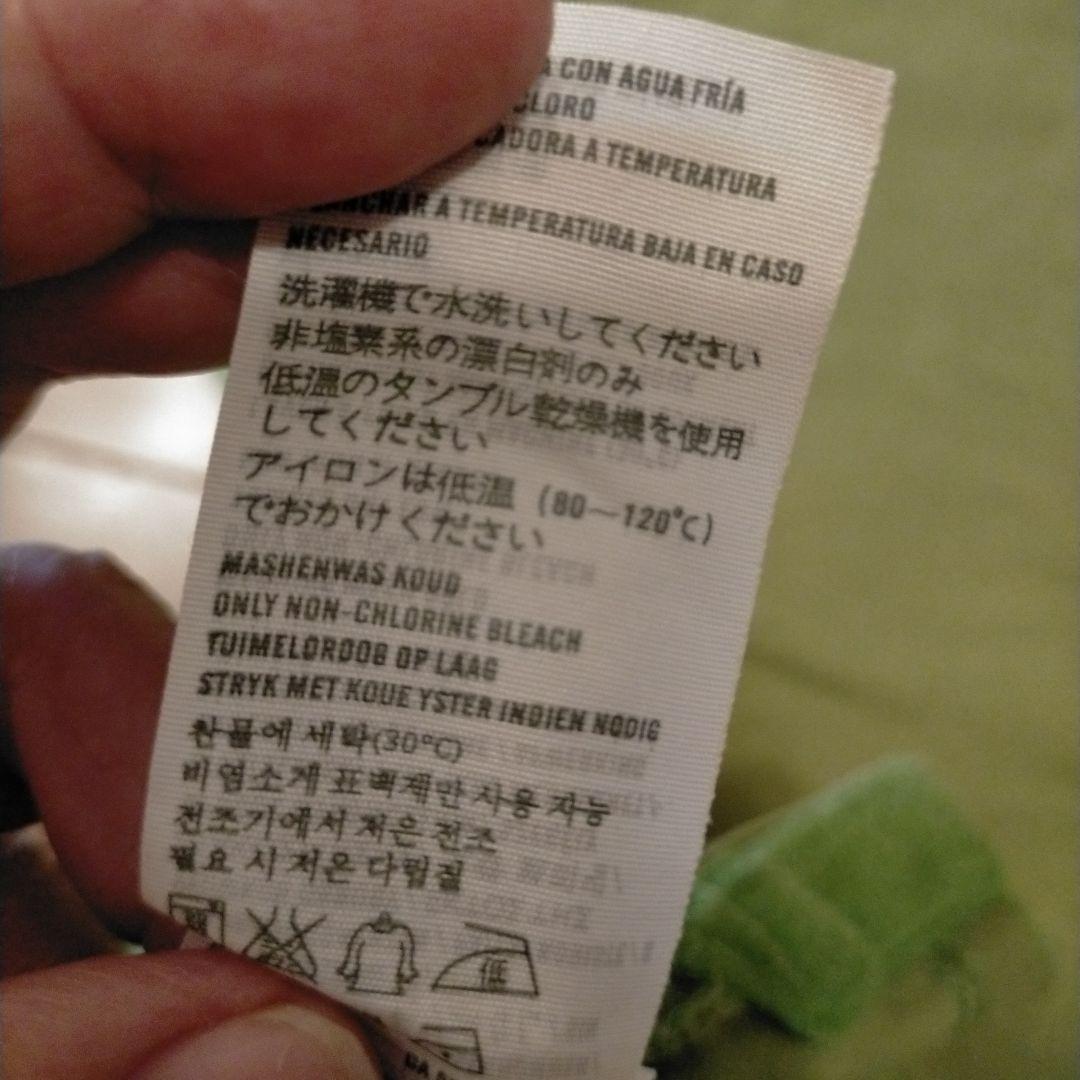 CON AGUA FRÍA
CLORO
A TEMPERATURA
A TEMPERATURA BAJA EN CASO
NECESARIO
洗濯機で水洗いしてください
非塩素系の漂白剤のみ
低温のタンブル乾燥機を使用
してください
アイロンは低温 (80～120℃)
でおかけください
MASHENWAS KOUD
ONLY NON-CHLORINE BLEACH
TUIMELDROOG OP LAAG
STRYK MET KOUE YSTER INDIEN NODIG
찬물에 세탁(30°C)
비염소계 표백제만 사용 가능
건조기에서 저온 건조
필요 시 저온 다림질
低